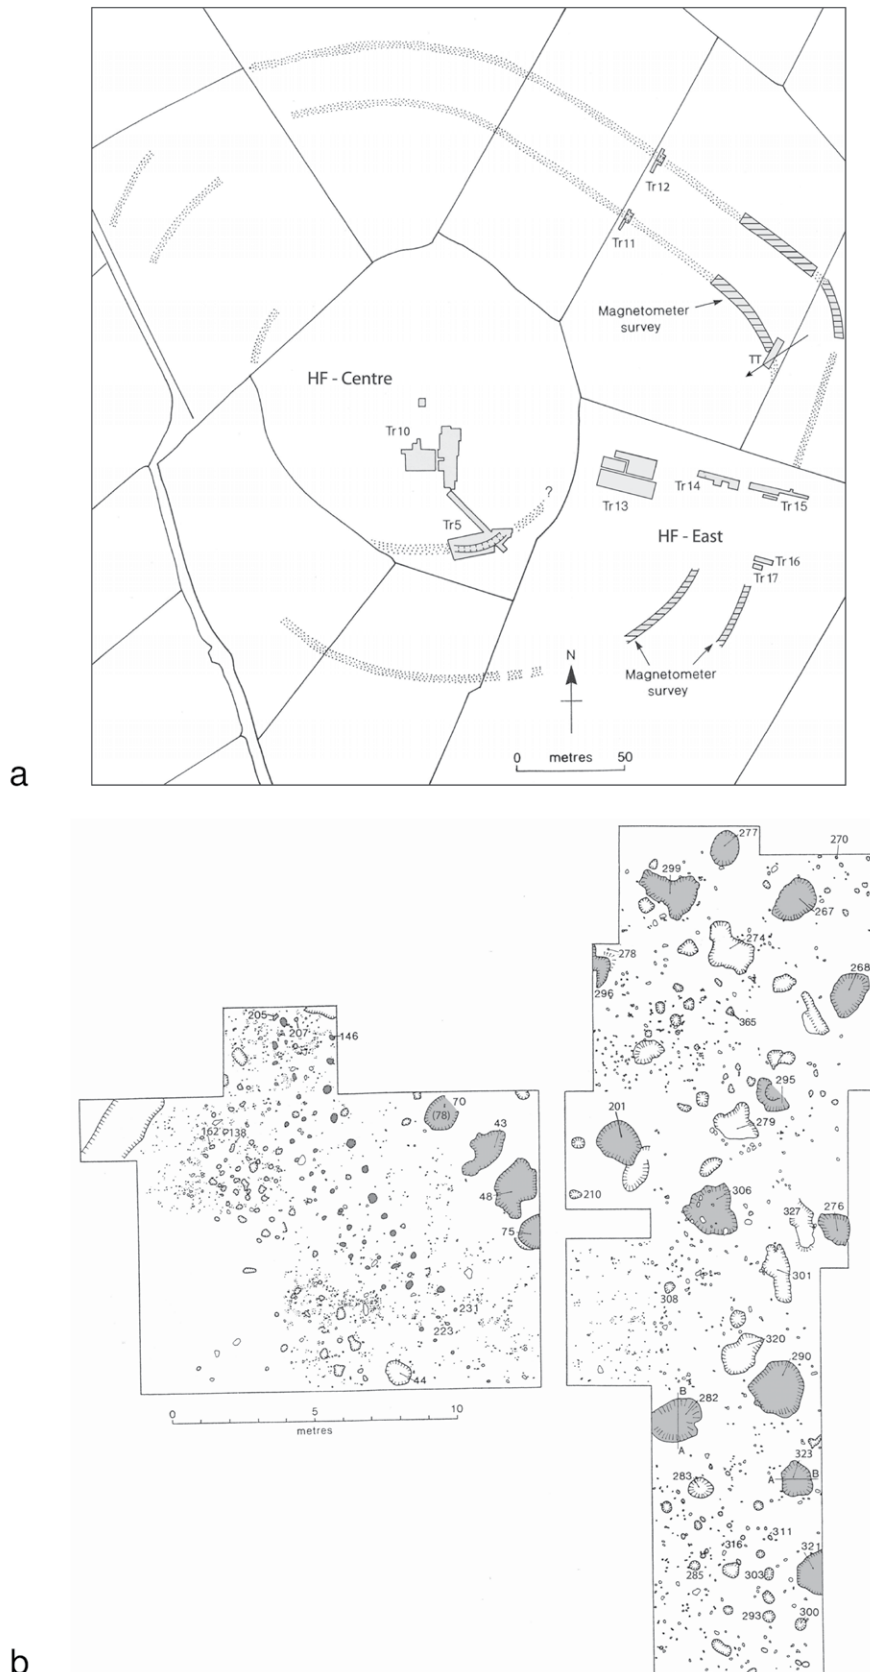 Tr12
Tr11
Magnetometer
survey
TT
HF - Centre
Tr10
?
Tr5
Tr13
Tr14
Tr15
HF - East
Tr16
Tr17
N
Magnetometer
survey
0 metres 50
a
277
270
299
267
274
278
268
296
205
207
146
365
295
70
(78)
201
43
162
138
279
48
210
306
327
276
75
301
231
308
223
320
290
44
B
282
0 5 10
metres
A
323
283
A B
311
316
321
285
303
293
300
b